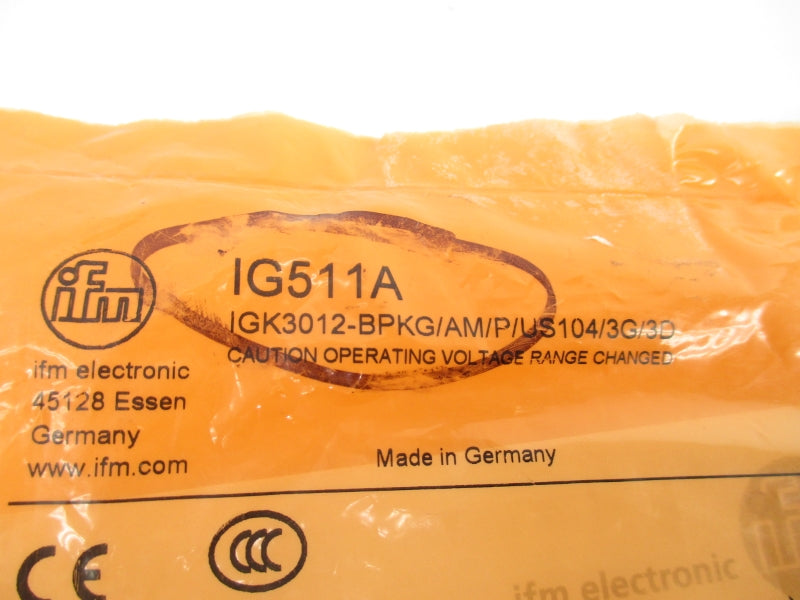 ifm
IG511A
IGK3012-BPKG/AM/P/US104/3G/3D
CAUTION OPERATING VOLTAGE RANGE CHANGED
ifm electronic
45128 Essen
Germany
www.ifm.com
Made in Germany
CE
CCC
ifm electronic